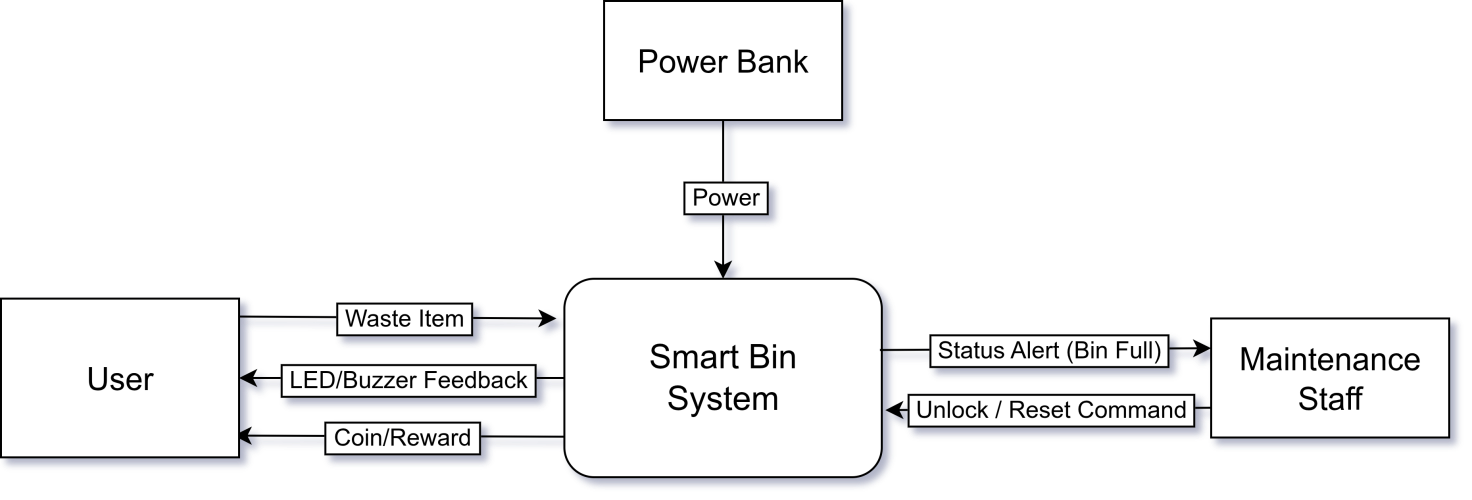 Power Bank
Power
User
Waste Item
LED/Buzzer Feedback
Coin/Reward
Smart Bin
System
Status Alert (Bin Full)
Unlock / Reset Command
Maintenance
Staff